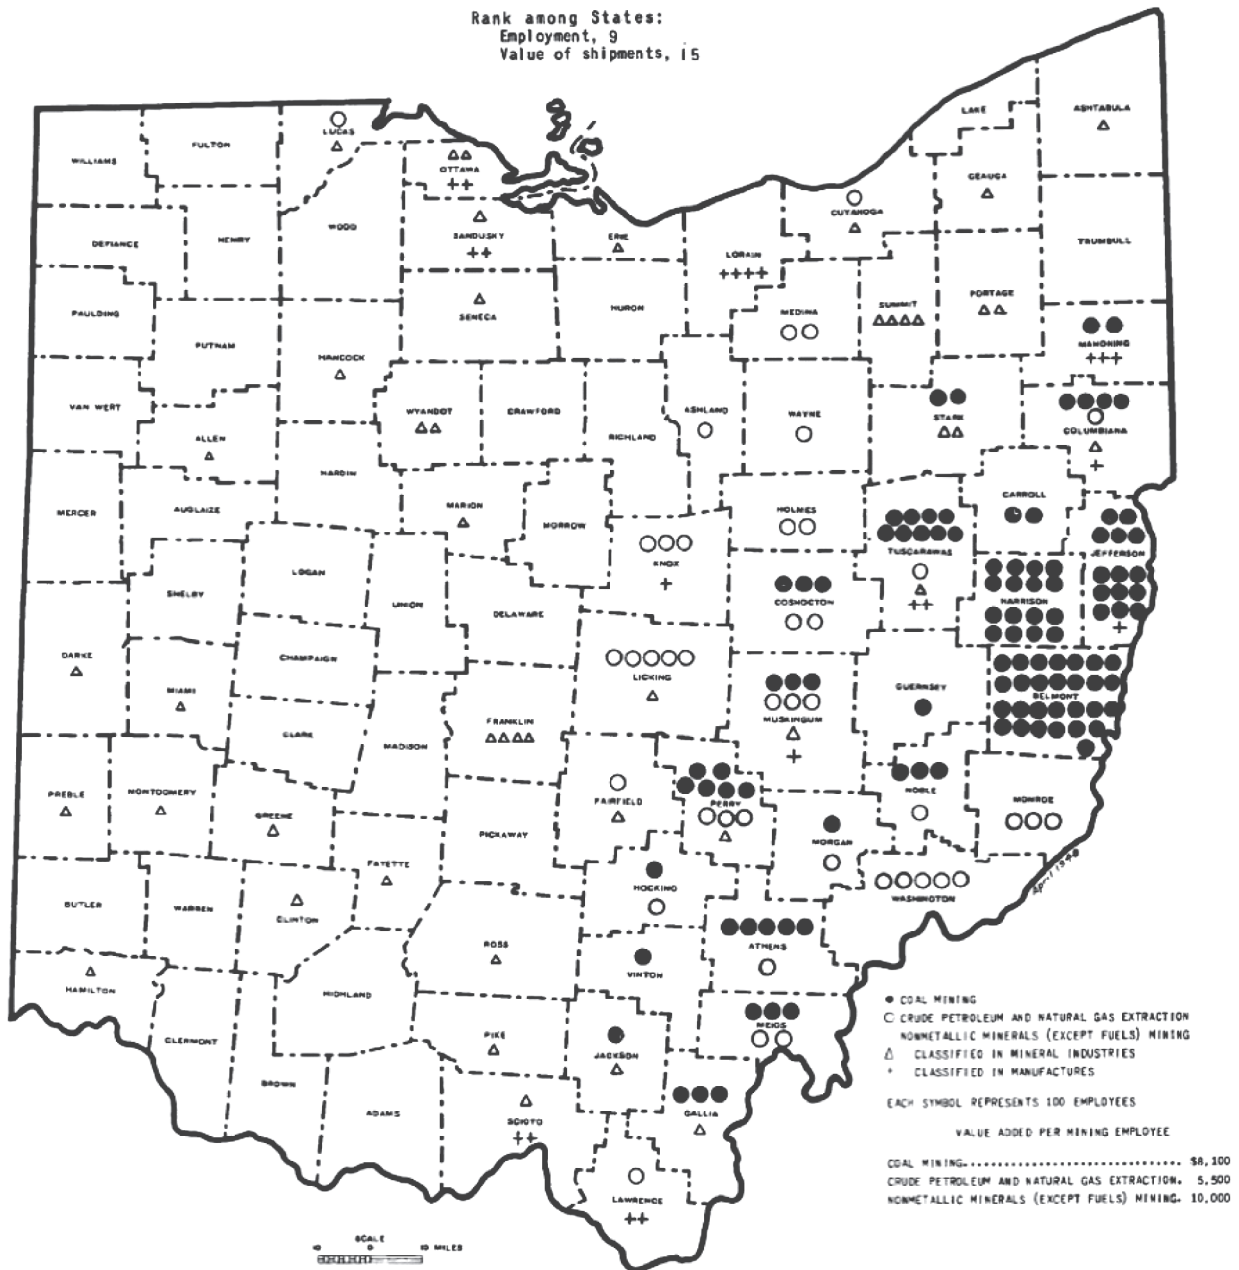 Rank among States:
Employment, 9
Value of shipments, 15
LAKE
ASHTABULA
LUCAS
FULTON
WILLIAMS
OTTAWA
++
GEAUGA
CUYAHOGA
WOOD
HENRY
SANDUSKY
++
ERIE
DEFIANCE
LORAIN
++++
TRUMBULL
PORTAGE
SUMMIT
PAULDING
SENECA
HURON
MEDINA
MAHONING
+++
PUTNAM
HANCOCK
VAN WERT
WYANDOT
CRAWFORD
ASHLAND
WAYNE
STARK
COLUMBIANA
+
ALLEN
RICHLAND
HARDIN
CARROLL
MERCER
AUGLAIZE
MARION
MORROW
HOLMES
TUSCARAWAS
++
JEFFERSON
+
KNOX
+
LOGAN
SHELBY
UNION
DELAWARE
COSHOCTON
HARRISON
DARKE
CHAMPAIGN
LICKING
MIAMI
FRANKLIN
MUSKINGUM
+
GUERNSEY
BELMONT
CLARK
MADISON
PREBLE
MONTGOMERY
GREENE
FAIRFIELD
PERRY
NOBLE
MONROE
PICKAWAY
MORGAN
FAYETTE
April 1948
HOCKING
WASHINGTON
BUTLER
WARREN
CLINTON
ROSS
ATHENS
VINTON
HAMILTON
HIGHLAND
● COAL MINING
○ CRUDE PETROLEUM AND NATURAL GAS EXTRACTION
NONMETALLIC MINERALS (EXCEPT FUELS) MINING
△ CLASSIFIED IN MINERAL INDUSTRIES
+ CLASSIFIED IN MANUFACTURES
MEIGS
CLERMONT
PIKE
JACKSON
BROWN
ADAMS
SCIOTO
++
GALLIA
EACH SYMBOL REPRESENTS 100 EMPLOYEES
VALUE ADDED PER MINING EMPLOYEE
COAL MINING................................ $8,100
CRUDE PETROLEUM AND NATURAL GAS EXTRACTION. 5,500
NONMETALLIC MINERALS (EXCEPT FUELS) MINING. 10,000
LAWRENCE
++
SCALE
10 0 10 MILES